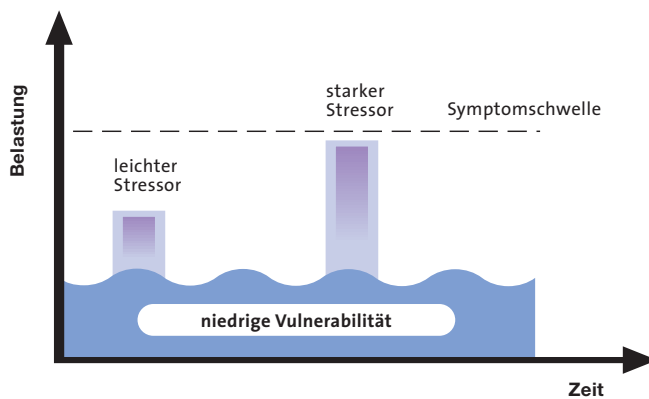 Belastung
starker
Stressor
Symptomschwelle
leichter
Stressor
niedrige Vulnerabilität
Zeit